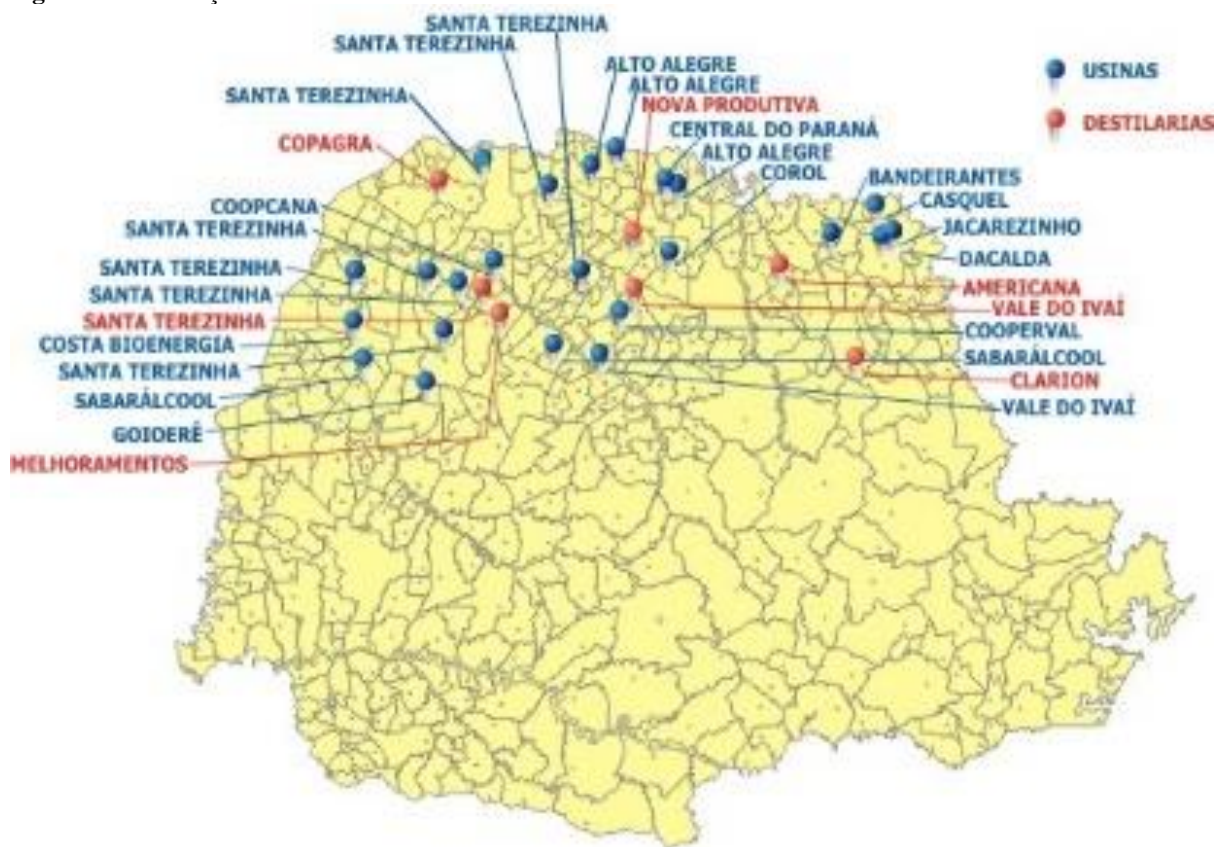 SANTA TEREZINHA
SANTA TEREZINHA
ALTO ALEGRE
ALTO ALEGRE
SANTA TEREZINHA
NOVA PRODUTIVA
COPAGRA
CENTRAL DO PARANÁ
ALTO ALEGRE
COROL
USINAS
DESTILARIAS
BANDEIRANTES
CASQUEL
JACAREZINHO
DACALDA
AMERICANA
VALE DO IVAÍ
COOPERVAL
SABARÁLCOOL
CLARION
VALE DO IVAÍ
COOPCANA
SANTA TEREZINHA
SANTA TEREZINHA
SANTA TEREZINHA
SANTA TEREZINHA
COSTA BIOENERGIA
SANTA TEREZINHA
SABARÁLCOOL
GOIOERÊ
MELHORAMENTOS